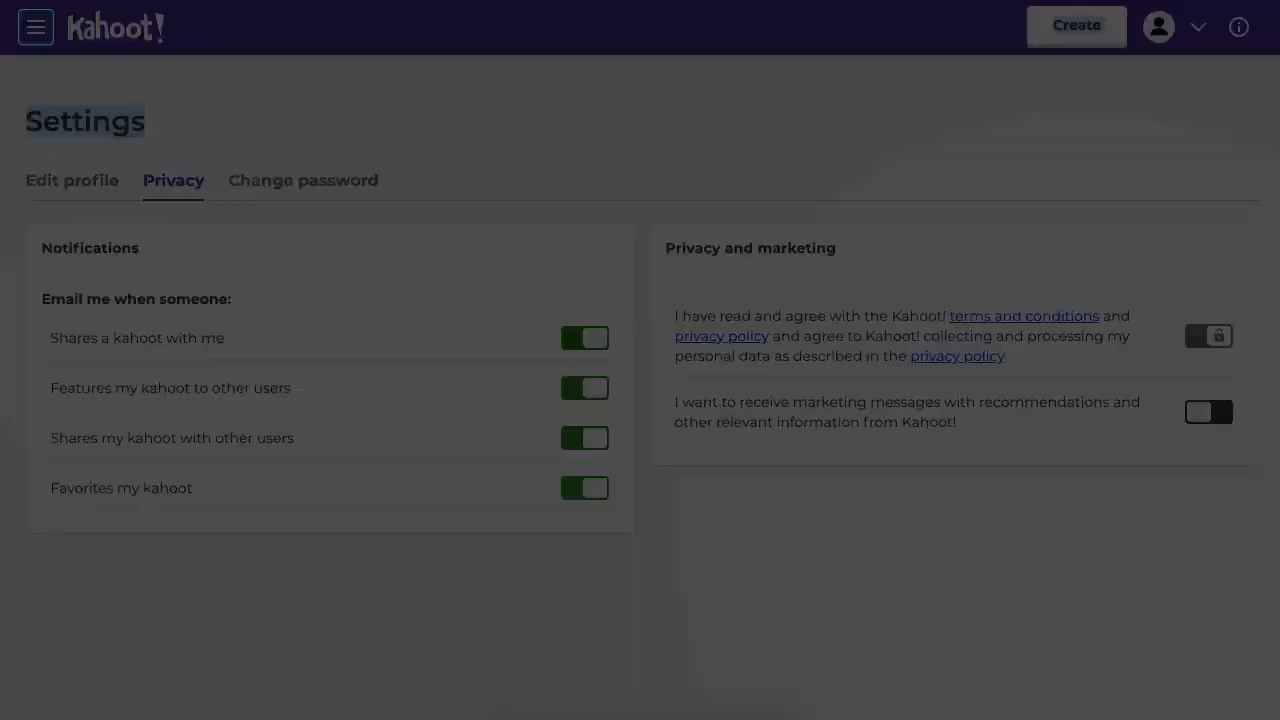 Kahoot!
Create
Settings
Edit profile
Privacy
Change password
Notifications
Email me when someone:
Shares a kahoot with me
Features my kahoot to other users
Shares my kahoot with other users
Favorites my kahoot
Privacy and marketing
I have read and agree with the Kahoot! terms and conditions and
privacy policy and agree to Kahoot! collecting and processing my
personal data as described in the privacy policy
I want to receive marketing messages with recommendations and
other relevant information from Kahoot!